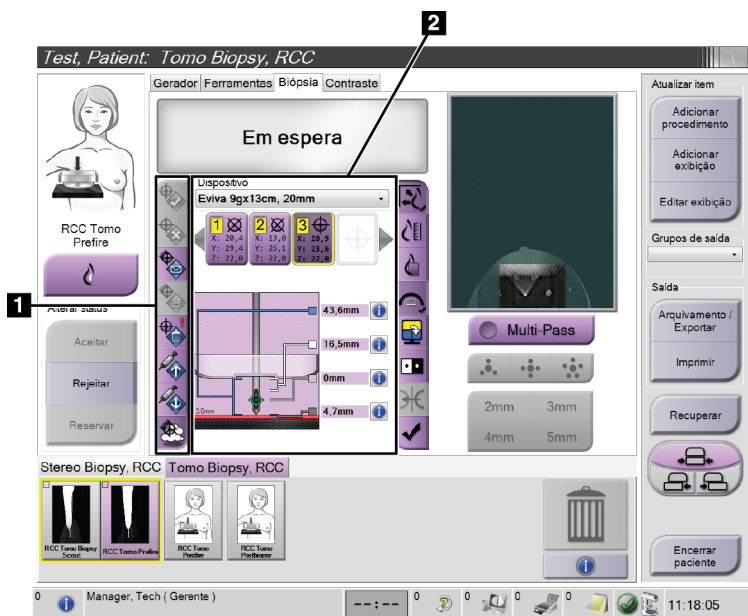 2
Test, Patient: Tomo Biopsy, RCC
Gerador Ferramentas Biópsia Contraste
Em espera
Dispositivo
Eviva 9gx13cm, 20mm
1 2 3
X: 20,4 X: 19,0 X: 20,9
Y: 29,4 Y: 25,1 Y: 23,6
Z: 22,0 Z: 22,0 Z: 22,0
43,6mm
16,5mm
0mm
4,7mm
3,0mm
RCC Tomo
Prefire
1
Alterar status
Aceitar
Rejeitar
Reservar
Multi-Pass
2mm 3mm
4mm 5mm
Atualizar item
Adicionar
procedimento
Adicionar
exibição
Editar exibição
Grupos de saída
Saída
Arquivamento /
Exportar
Imprimir
Recuperar
Encerrar
paciente
Stereo Biopsy, RCC Tomo Biopsy, RCC
RCC Tomo Biopsy
Scout
RCC Tomo Prefire
RCC Tomo
Postfire
RCC Tomo
Postbiopsy
0 Manager, Tech ( Gerente ) --:-- 0 0 0 0 11:18:05